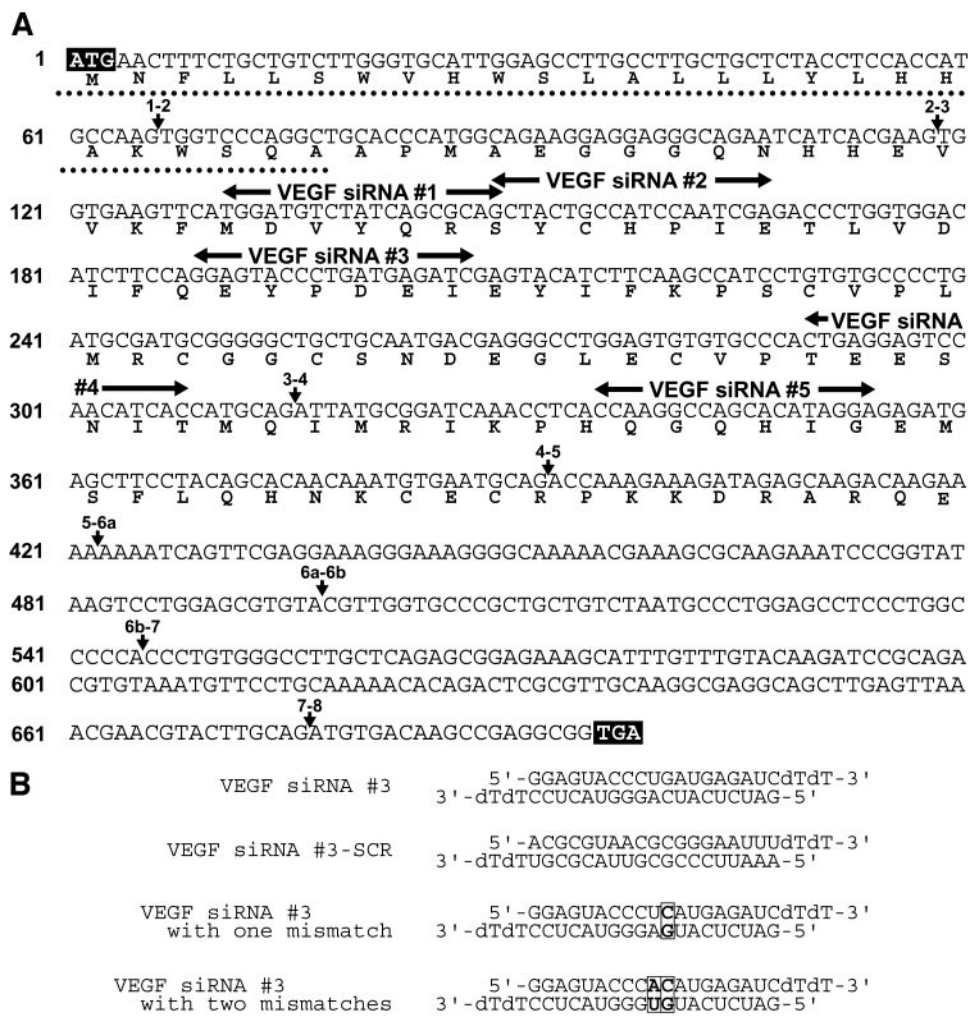 A
1 ATGAACTTTCTGCTGTCTTGGGTGCATTGGAGCCTTGCCTTGCTGCTCTACCTCCACCAT
M N F L L S W V H W S L A L L L Y L H H
1-2 2-3
61 GCCAAGTGGTCCCAGGCTGCACCCATGGCAGAAGGAGGAGGGCAGAATCATCACGAAGTG
A K W S Q A A P M A E G G G Q N H H E V
VEGF siRNA #1 VEGF siRNA #2
121 GTGAAGTTCATGGATGTCTATCAGCGCAGCTACTGCCATCCAATCGAGACCCTGGTGGAC
V K F M D V Y Q R S Y C H P I E T L V D
VEGF siRNA #3
181 ATCTTCCAGGAGTACCCTGATGAGATCGAGTACATCTTCAAGCCATCCTGTGTGCCCCTG
I F Q E Y P D E I E Y I F K P S C V P L
VEGF siRNA
241 ATGCGATGCGGGGGCTGCTGCAATGACGAGGGCCTGGAGTGTGTGCCCACTGAGGAGTCC
M R C G G C S N D E G L E C V P T E E S
#4 3-4 VEGF siRNA #5
301 AACATCACCATGCAGATTATGCGGATCAAACCTCACCAAGGCCAGCACATAGGAGAGATG
N I T M Q I M R I K P H Q G Q H I G E M
4-5
361 AGCTTCCTACAGCACAACAAATGTGAATGCAGACCAAAGAAAGATAGAGCAAGACAAGAA
S F L Q H N K C E C R P K K D R A R Q E
5-6a
421 AAAAAATCAGTTCGAGGAAAGGGAAAGGGGCAAAAACGAAAGCGCAAGAAATCCCGGTAT
6a-6b
481 AAGTCCTGGAGCGTGTACGTTGGTGCCCGCTGCTGTCTAATGCCCTGGAGCCTCCCTGGC
6b-7
541 CCCCACCCTGTGGGCCTTGCTCAGAGCGGAGAAAGCATTTGTTTGTACAAGATCCGCAGA
601 CGTGTAAATGTTCCTGCAAAAACACAGACTCGCGTTGCAAGGCGAGGCAGCTTGAGTTAA
7-8
661 ACGAACGTACTTGCAGATGTGACAAGCCGAGGCGGTGA
B
VEGF siRNA #3
5'-GGAGUACCCUGAUGAGAUCdTdT-3'
3'-dTdTCCUCAUGGGACUACUCUAG-5'
VEGF siRNA #3-SCR
5'-ACGCGUAACGCGGGAAUUUdTdT-3'
3'-dTdTUGCGCAUUGCGCCCUUAAA-5'
VEGF siRNA #3
with one mismatch
5'-GGAGUACCCUCAUGAGAUCdTdT-3'
3'-dTdTCCUCAUGGGAGUACUCUAG-5'
VEGF siRNA #3
with two mismatches
5'-GGAGUACCCACAUGAGAUCdTdT-3'
3'-dTdTCCUCAUGGGUGUACUCUAG-5'